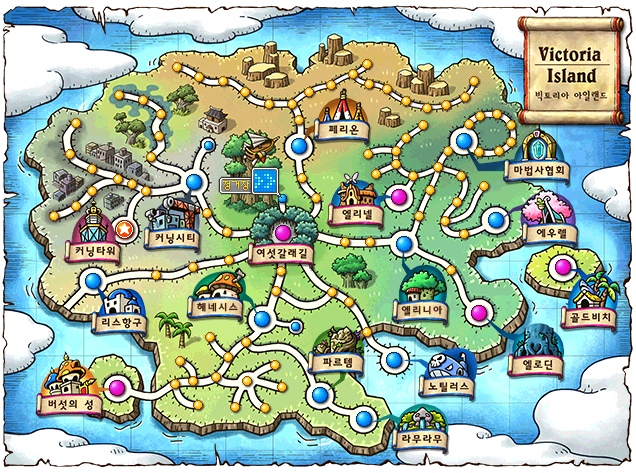 Victoria
Island
빅토리아 아일랜드
페리온
마법사협회
엘리넬
에우렐
커닝타워
커닝시티
여섯갈래길
헤네시스
엘리니아
골드비치
리스항구
파르템
노틸러스
엘로딘
버섯의 성
라무라무